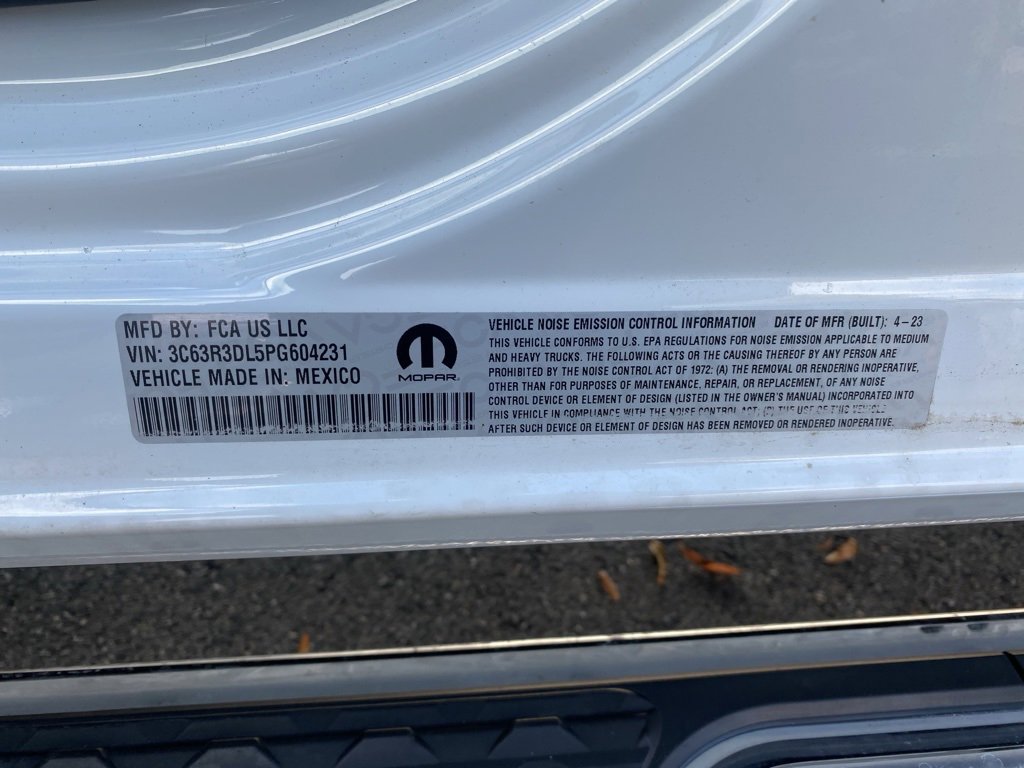 MFD BY: FCA US LLC
VIN: 3C63R3DL5PG604231
VEHICLE MADE IN: MEXICO
MOPAR
VEHICLE NOISE EMISSION CONTROL INFORMATION DATE OF MFR (BUILT): 4-23
THIS VEHICLE CONFORMS TO U.S. EPA REGULATIONS FOR NOISE EMISSION APPLICABLE TO MEDIUM
AND HEAVY TRUCKS. THE FOLLOWING ACTS OR THE CAUSING THEREOF BY ANY PERSON ARE
PROHIBITED BY THE NOISE CONTROL ACT OF 1972: (A) THE REMOVAL OR RENDERING INOPERATIVE,
OTHER THAN FOR PURPOSES OF MAINTENANCE, REPAIR, OR REPLACEMENT, OF ANY NOISE
CONTROL DEVICE OR ELEMENT OF DESIGN (LISTED IN THE OWNER'S MANUAL) INCORPORATED INTO
THIS VEHICLE IN COMPLIANCE WITH THE NOISE CONTROL ACT, THE USE OF THIS VEHICLE
AFTER SUCH DEVICE OR ELEMENT OF DESIGN HAS BEEN REMOVED OR RENDERED INOPERATIVE.